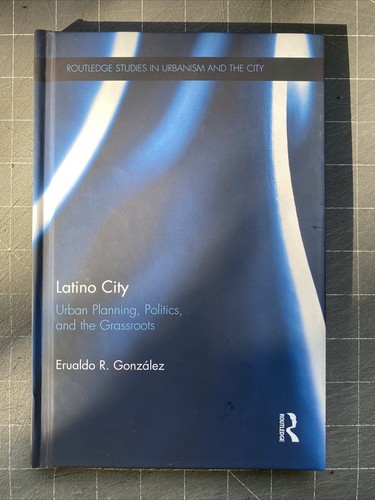 ROUTLEDGE STUDIES IN URBANISM AND THE CITY
Latino City
Urban Planning, Politics,
and the Grassroots
Erualdo R. González
ROUTLEDGE